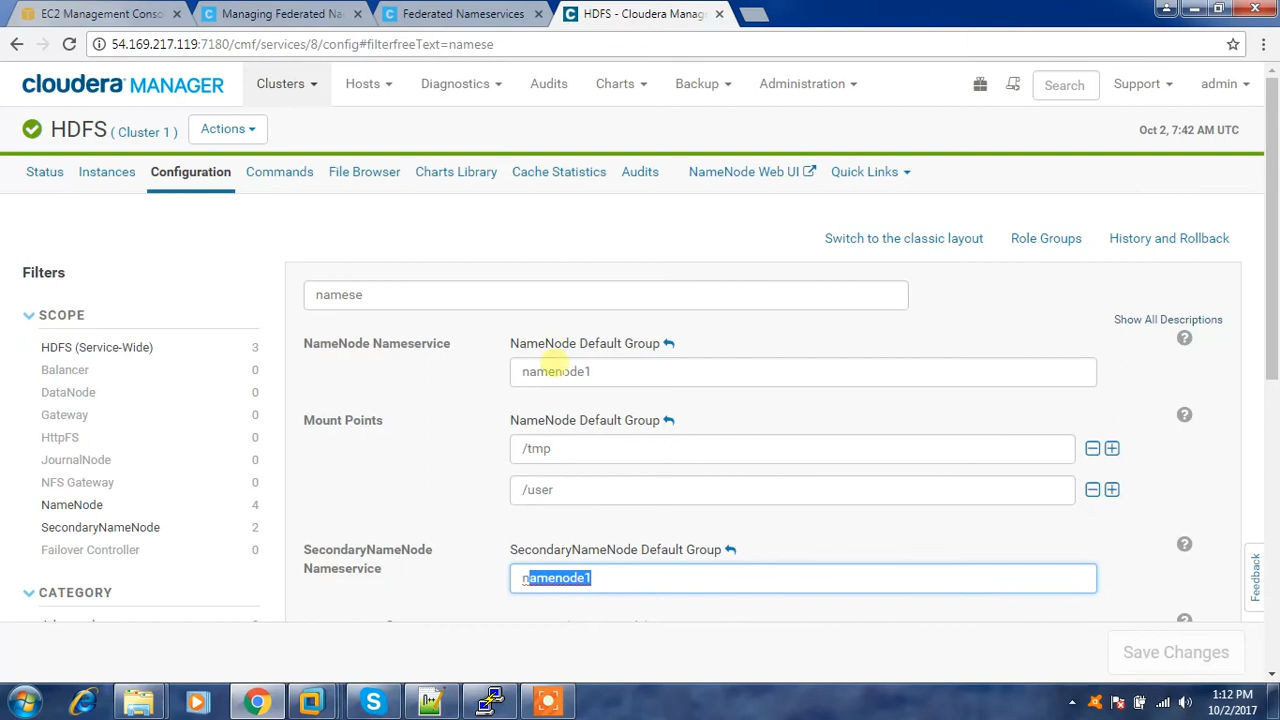 EC2 Management Conso
Managing Federated Na
Federated Nameservices
HDFS - Cloudera Manag
54.169.217.119:7180/cmf/services/8/config#filterfreeText=namese
cloudera MANAGER
Clusters
Hosts
Diagnostics
Audits
Charts
Backup
Administration
Search
Support
admin
HDFS ( Cluster 1 )
Actions
Oct 2, 7:42 AM UTC
Status
Instances
Configuration
Commands
File Browser
Charts Library
Cache Statistics
Audits
NameNode Web UI
Quick Links
Switch to the classic layout
Role Groups
History and Rollback
Filters
SCOPE
HDFS (Service-Wide) 3
Balancer 0
DataNode 0
Gateway 0
HttpFS 0
JournalNode 0
NFS Gateway 0
NameNode 4
SecondaryNameNode 2
Failover Controller 0
CATEGORY
namese
Show All Descriptions
NameNode Nameservice
NameNode Default Group
namenode1
Mount Points
NameNode Default Group
/tmp
/user
SecondaryNameNode
Nameservice
SecondaryNameNode Default Group
namenode1
Feedback
Save Changes
1:12 PM
10/2/2017